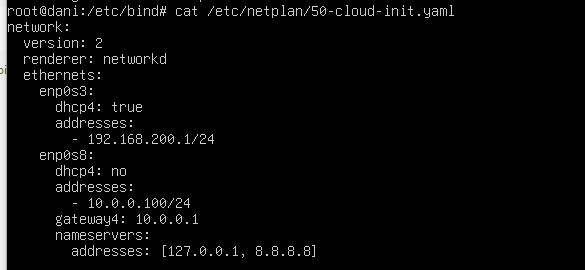 root@dani:/etc/bind# cat /etc/netplan/50-cloud-init.yaml
network:
  version: 2
  renderer: networkd
  ethernets:
    enp0s3:
      dhcp4: true
      addresses:
        - 192.168.200.1/24
    enp0s8:
      dhcp4: no
      addresses:
        - 10.0.0.100/24
      gateway4: 10.0.0.1
      nameservers:
        addresses: [127.0.0.1, 8.8.8.8]